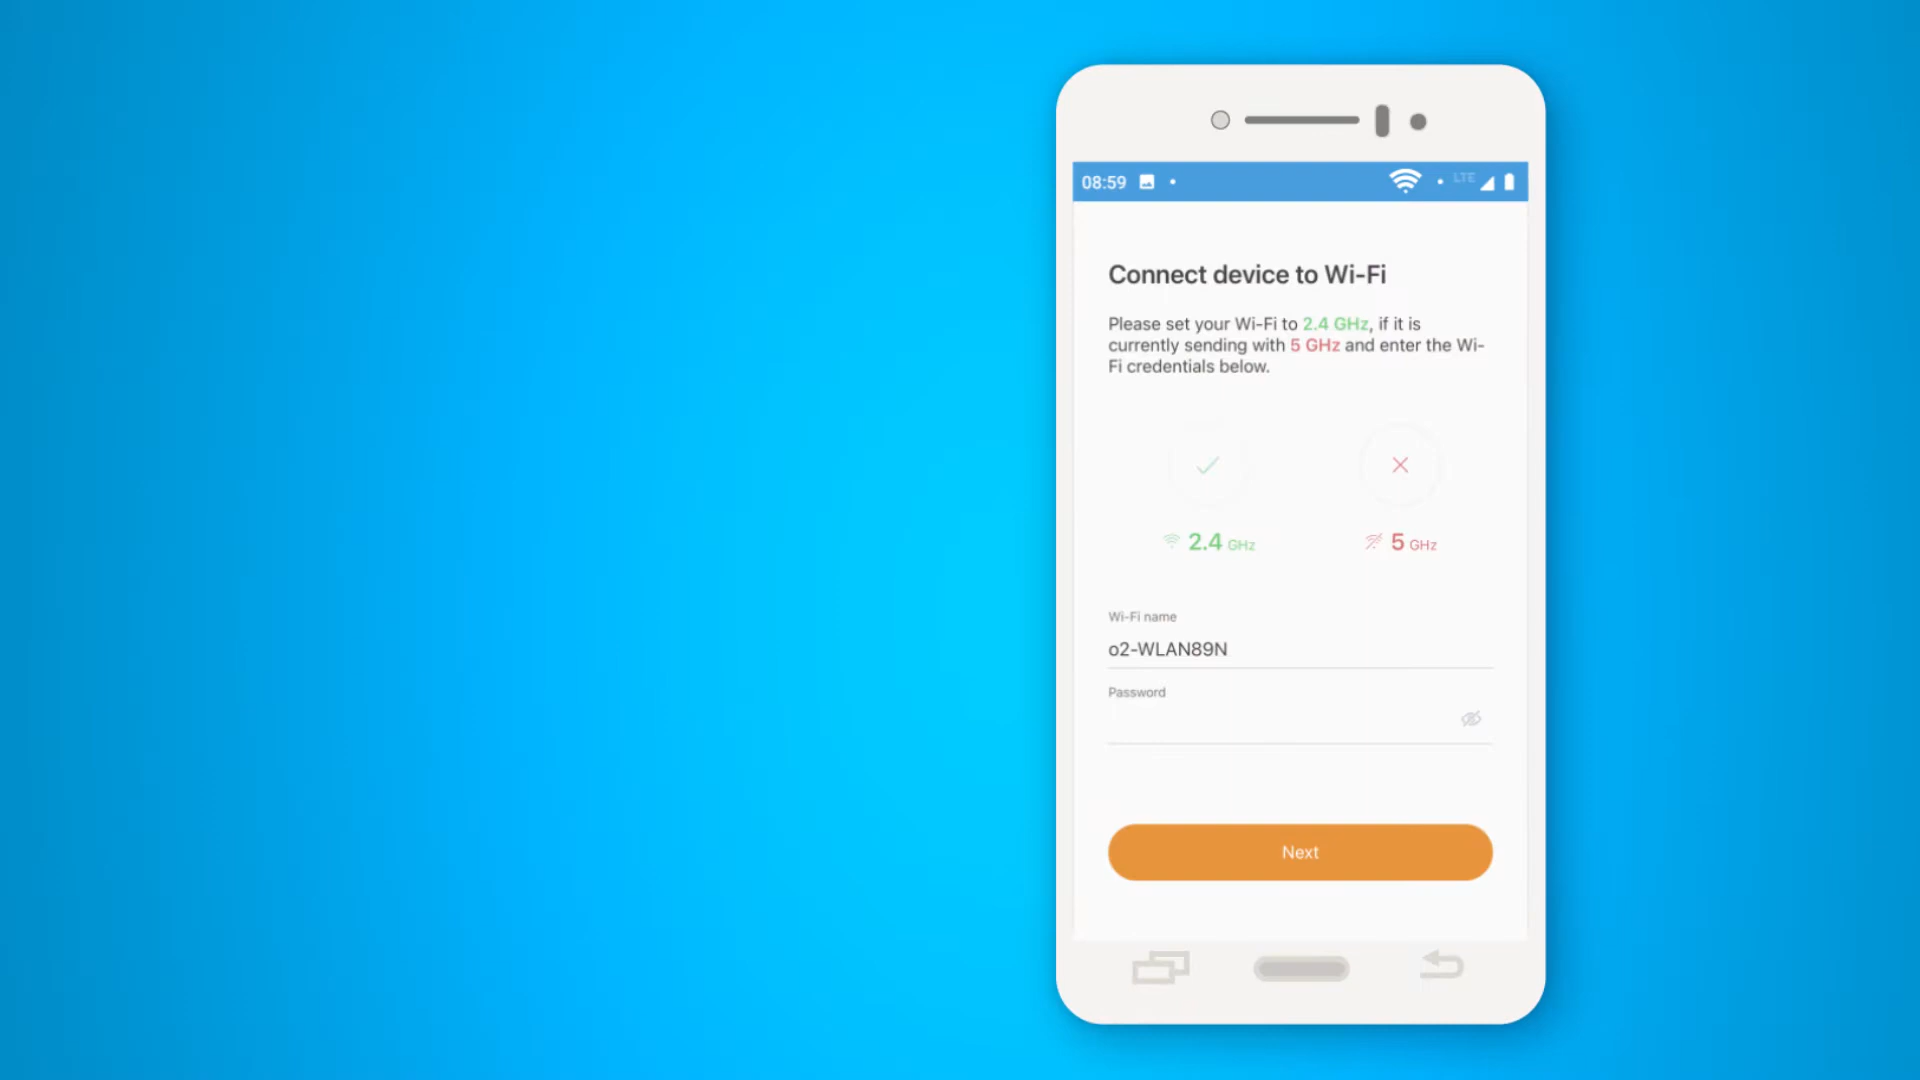 08:59
LTE
Connect device to Wi-Fi
Please set your Wi-Fi to 2.4 GHz, if it is
currently sending with 5 GHz and enter the Wi-
Fi credentials below.
2.4 GHz
5 GHz
Wi-Fi name
o2-WLAN89N
Password
Next